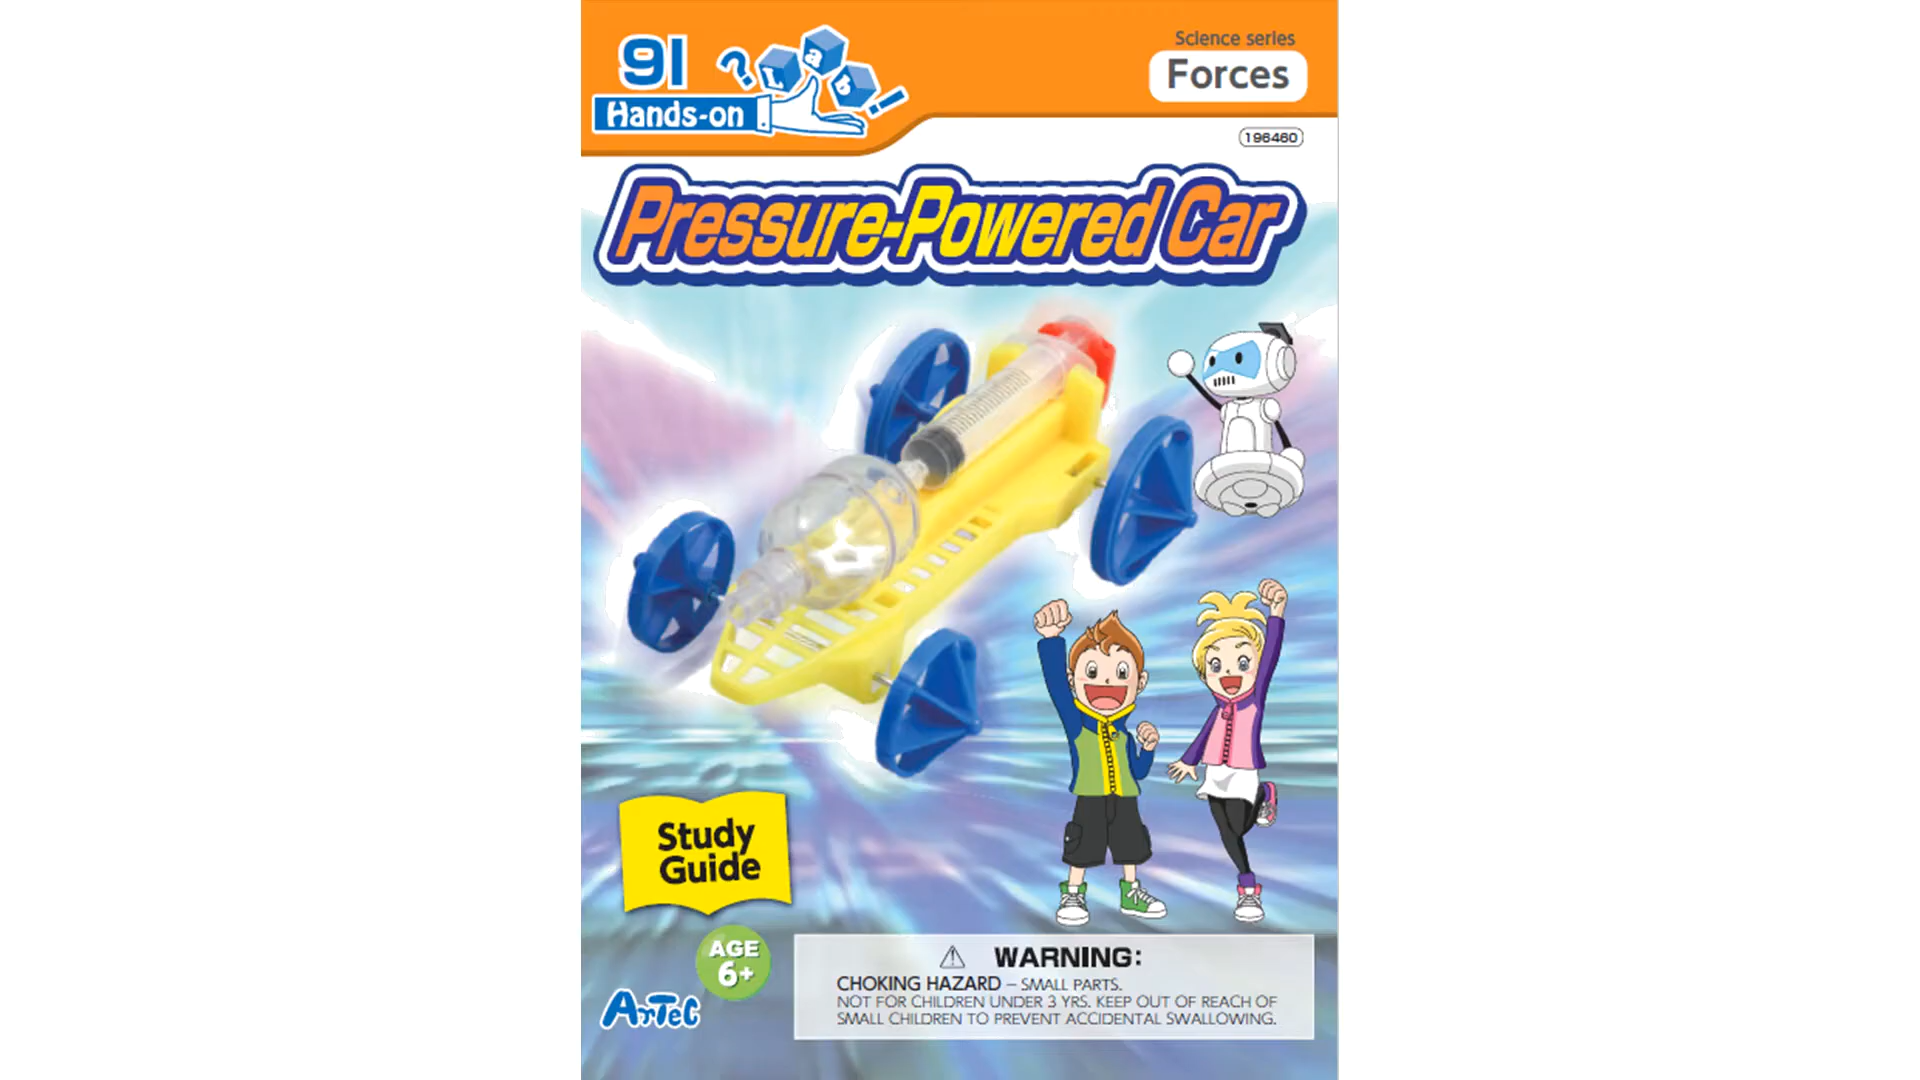 91
Hands-on
? Lab!
Science series
Forces
196460
Pressure-Powered Car
Study
Guide
AGE
6+
ArTeC
⚠ WARNING:
CHOKING HAZARD – SMALL PARTS.
NOT FOR CHILDREN UNDER 3 YRS. KEEP OUT OF REACH OF
SMALL CHILDREN TO PREVENT ACCIDENTAL SWALLOWING.